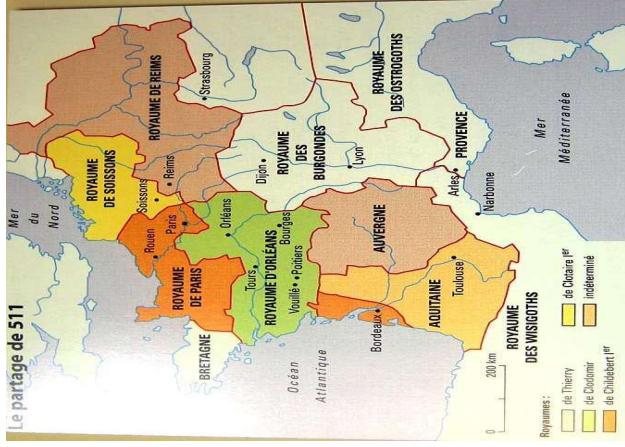 Le partage de 511
Mer
du
Nord
ROYAUME
DE SOISSONS
ROYAUME DE REIMS
Strasbourg
Soissons
Reims
Rouen
Paris
ROYAUME
DE PARIS
BRETAGNE
Orléans
Tours
ROYAUME D'ORLÉANS
Bourges
Vouillé
Poitiers
Dijon
ROYAUME
DES
BURGONDES
Lyon
ROYAUME
DES OSTROGOTHS
Océan
Atlantique
Bordeaux
AUVERGNE
AQUITAINE
Toulouse
Arles
PROVENCE
Narbonne
Mer
Méditerranée
ROYAUME
DES WISIGOTHS
0 200 km
Royaumes :
de Thierry
de Clodomir
de Childebert Ier
de Clotaire Ier
indéterminé